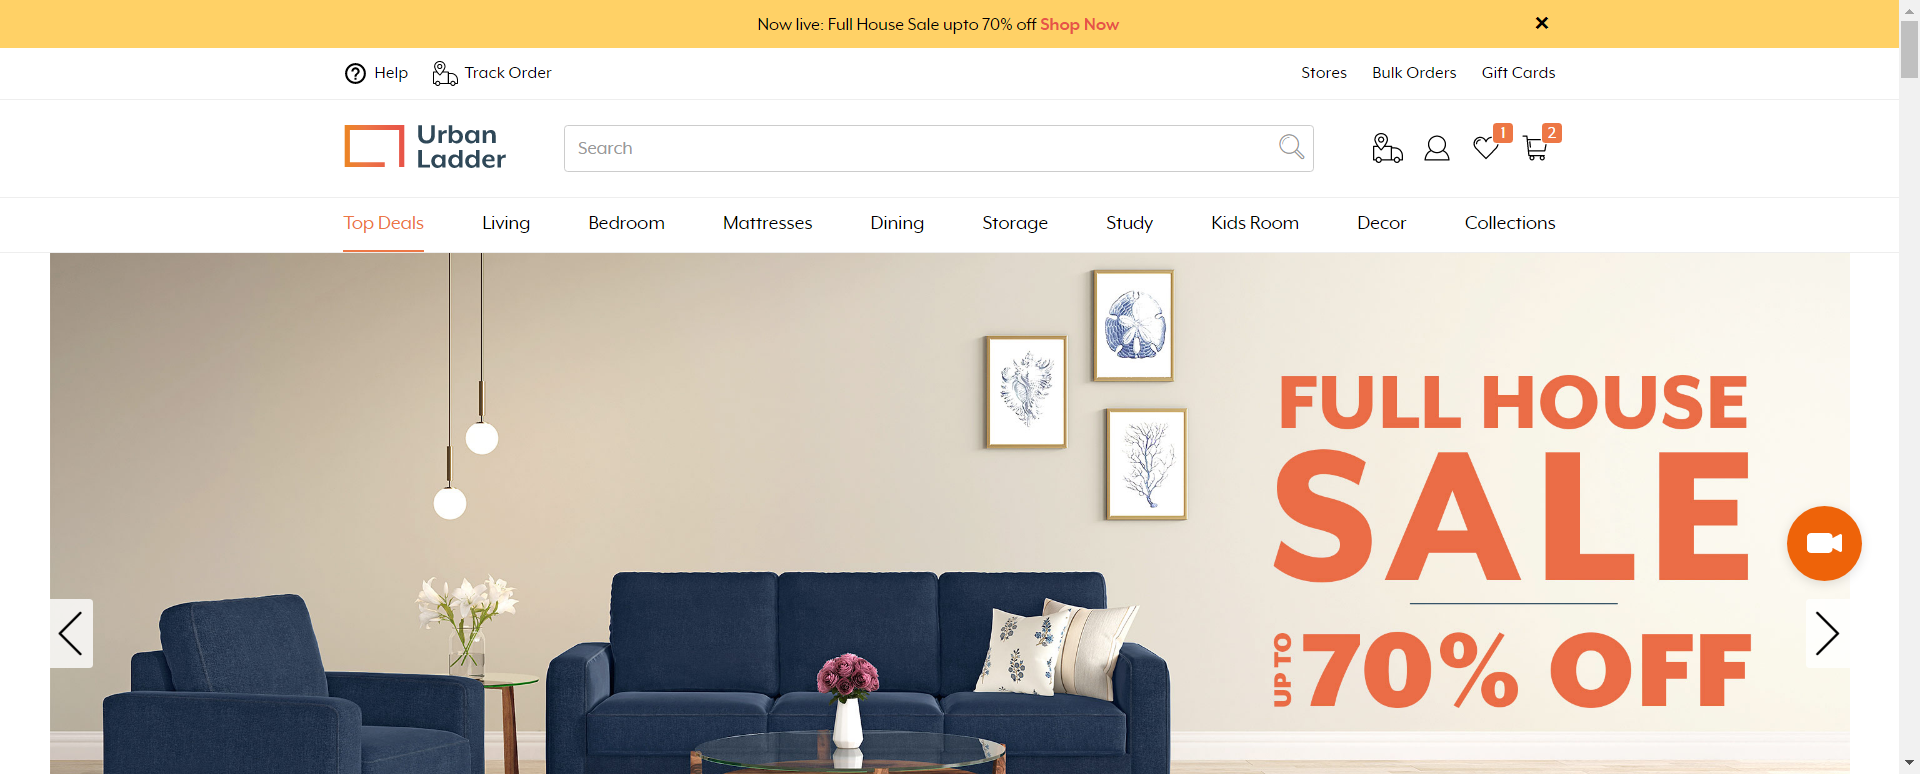 Now live: Full House Sale upto 70% off Shop Now
Help
Track Order
Stores
Bulk Orders
Gift Cards
Urban
Ladder
Search
1
2
Top Deals
Living
Bedroom
Mattresses
Dining
Storage
Study
Kids Room
Decor
Collections
FULL HOUSE
SALE
UP TO 70% OFF